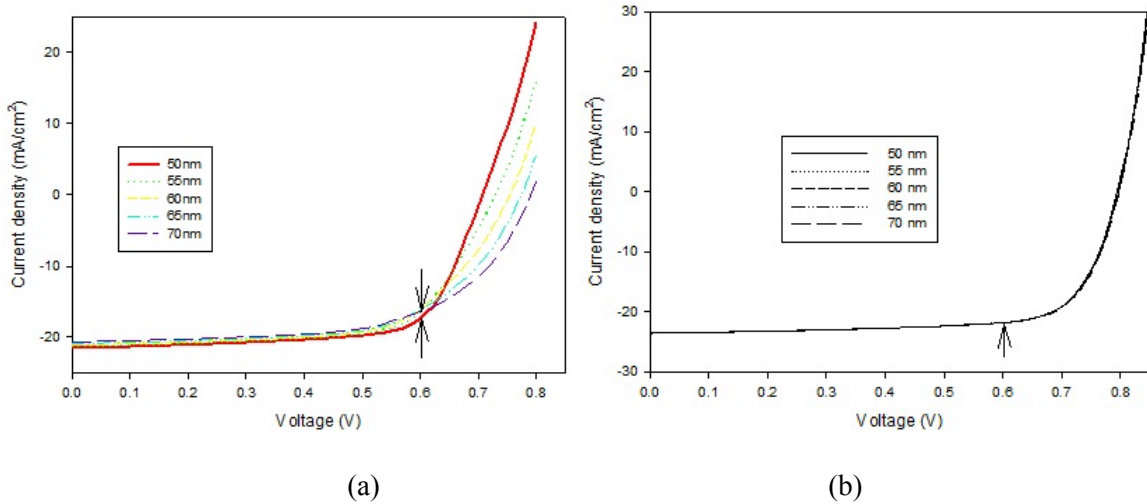 20
10
0
-10
-20
Current density (mA/cm²)
50nm
55nm
60nm
65nm
70nm
0.0 0.1 0.2 0.3 0.4 0.5 0.6 0.7 0.8
Voltage (V)
(a)
30
20
10
0
-10
-20
-30
Current density (mA/cm²)
50 nm
55 nm
60 nm
65 nm
70 nm
0.0 0.1 0.2 0.3 0.4 0.5 0.6 0.7 0.8
Voltage (V)
(b)